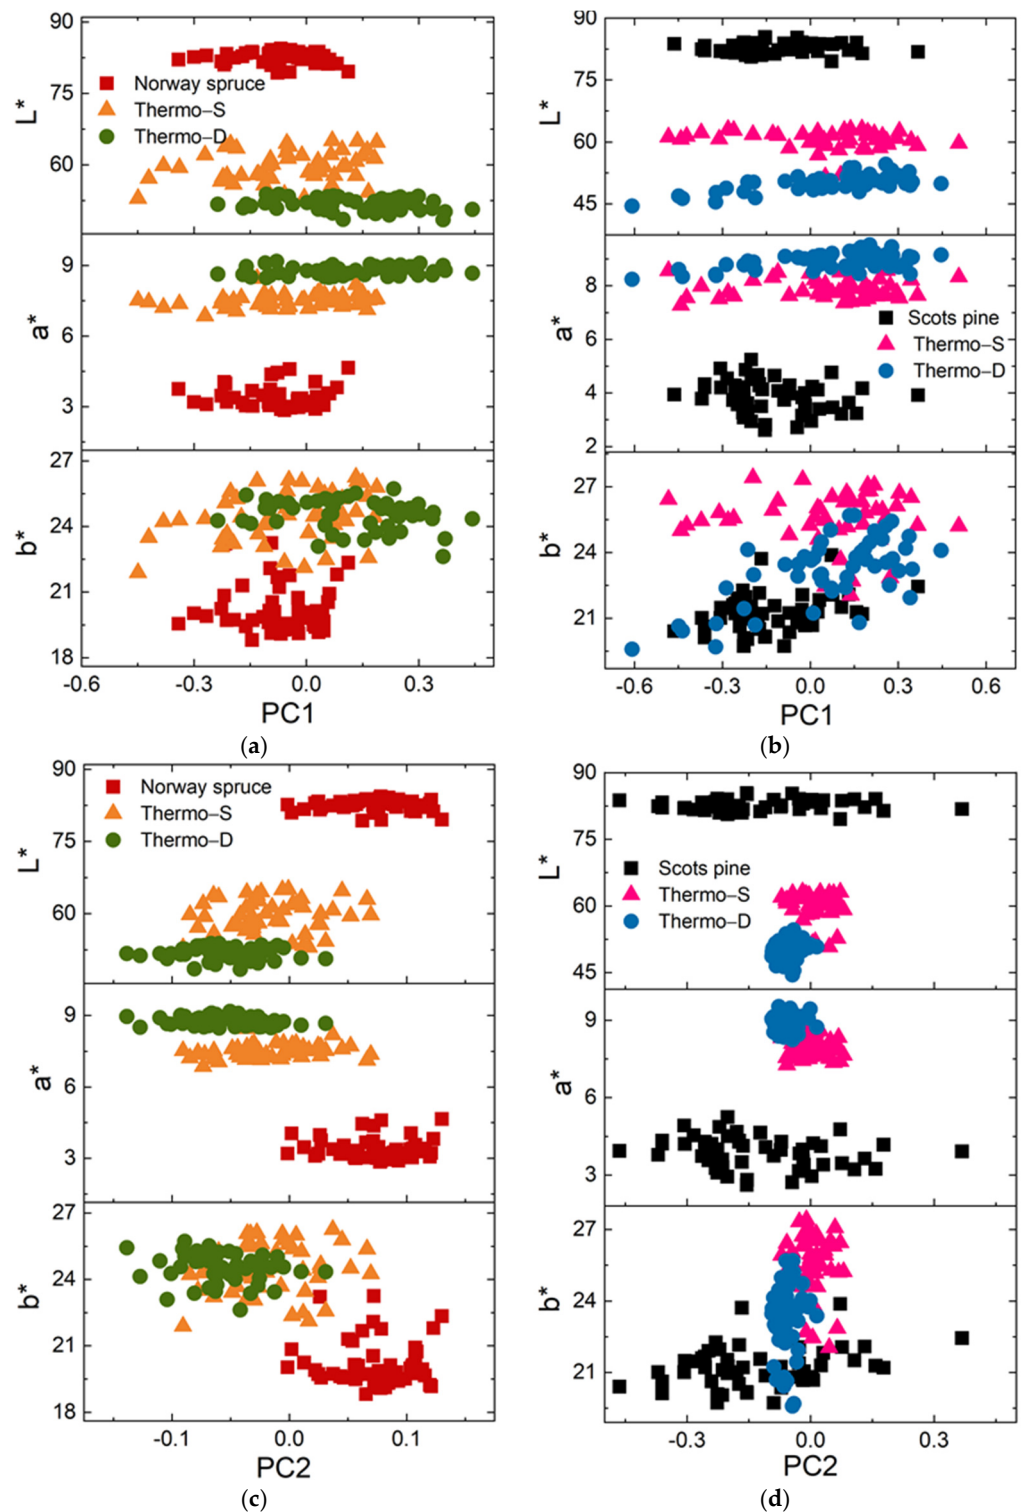 90
75
60
L*
Norway spruce
Thermo–S
Thermo–D
9
6
3
a*
27
24
21
18
b*
-0.6
-0.3
0.0
0.3
PC1
(a)
90
75
60
45
L*
8
6
4
2
a*
Scots pine
Thermo–S
Thermo–D
27
24
21
b*
-0.6
-0.3
0.0
0.3
0.6
PC1
(b)
90
75
60
L*
Norway spruce
Thermo–S
Thermo–D
9
6
3
a*
27
24
21
18
b*
-0.1
0.0
0.1
PC2
(c)
90
75
60
45
L*
Scots pine
Thermo–S
Thermo–D
9
6
3
a*
27
24
21
b*
-0.3
0.0
0.3
PC2
(d)